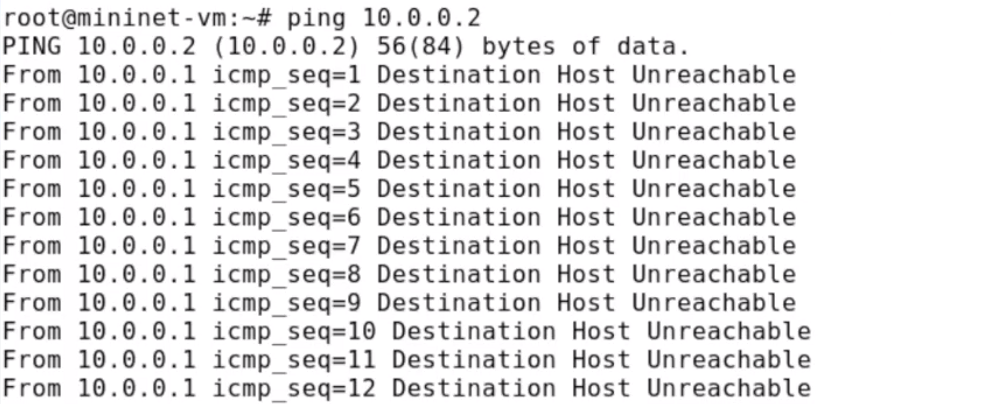 root@mininet-vm:~# ping 10.0.0.2
PING 10.0.0.2 (10.0.0.2) 56(84) bytes of data.
From 10.0.0.1 icmp_seq=1 Destination Host Unreachable
From 10.0.0.1 icmp_seq=2 Destination Host Unreachable
From 10.0.0.1 icmp_seq=3 Destination Host Unreachable
From 10.0.0.1 icmp_seq=4 Destination Host Unreachable
From 10.0.0.1 icmp_seq=5 Destination Host Unreachable
From 10.0.0.1 icmp_seq=6 Destination Host Unreachable
From 10.0.0.1 icmp_seq=7 Destination Host Unreachable
From 10.0.0.1 icmp_seq=8 Destination Host Unreachable
From 10.0.0.1 icmp_seq=9 Destination Host Unreachable
From 10.0.0.1 icmp_seq=10 Destination Host Unreachable
From 10.0.0.1 icmp_seq=11 Destination Host Unreachable
From 10.0.0.1 icmp_seq=12 Destination Host Unreachable